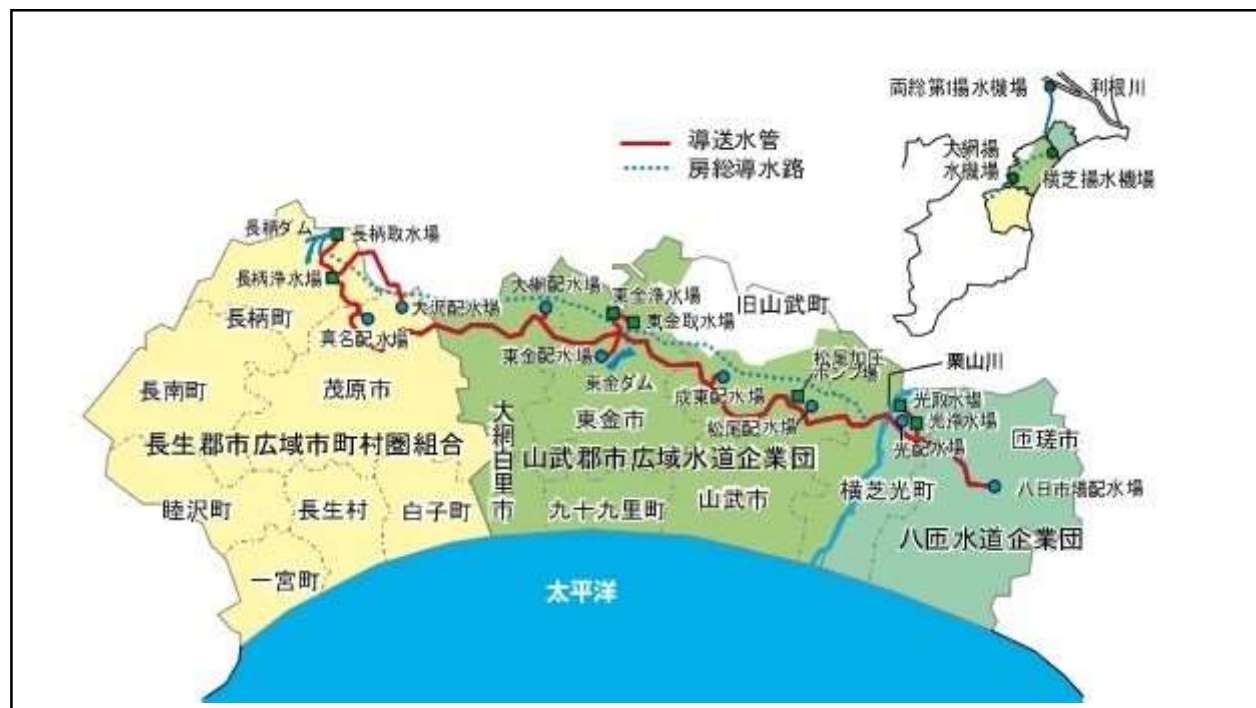 両総第1揚水機場
利根川
大網揚
水機場
横芝揚水機場
導送水管
房総導水路
長柄ダム
長柄取水場
長柄浄水場
大沢配水場
長柄町
真名配水場
大網配水場
東金浄水場
東金取水場
旧山武町
東金配水場
東金ダム
松尾加圧
ポンプ場
栗山川
成東配水場
松尾配水場
光取水場
光浄水場
光配水場
長南町
茂原市
大網白里市
東金市
匝瑳市
長生郡市広域市町村圏組合
山武郡市広域水道企業団
八日市場配水場
横芝光町
山武市
睦沢町
長生村
白子町
九十九里町
八匝水道企業団
一宮町
太平洋